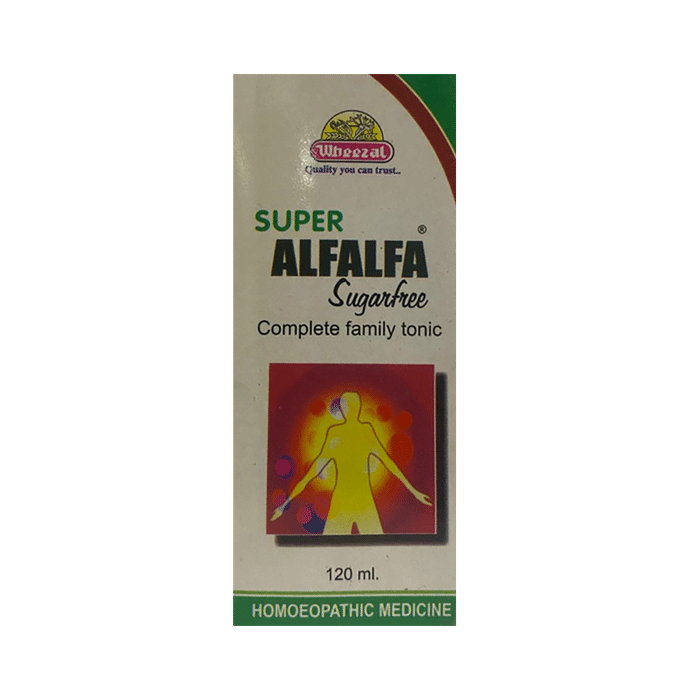 Wheezal
Quality you can trust..
SUPER
ALFALFA®
Sugarfree
Complete family tonic
120 ml.
HOMOEOPATHIC MEDICINE